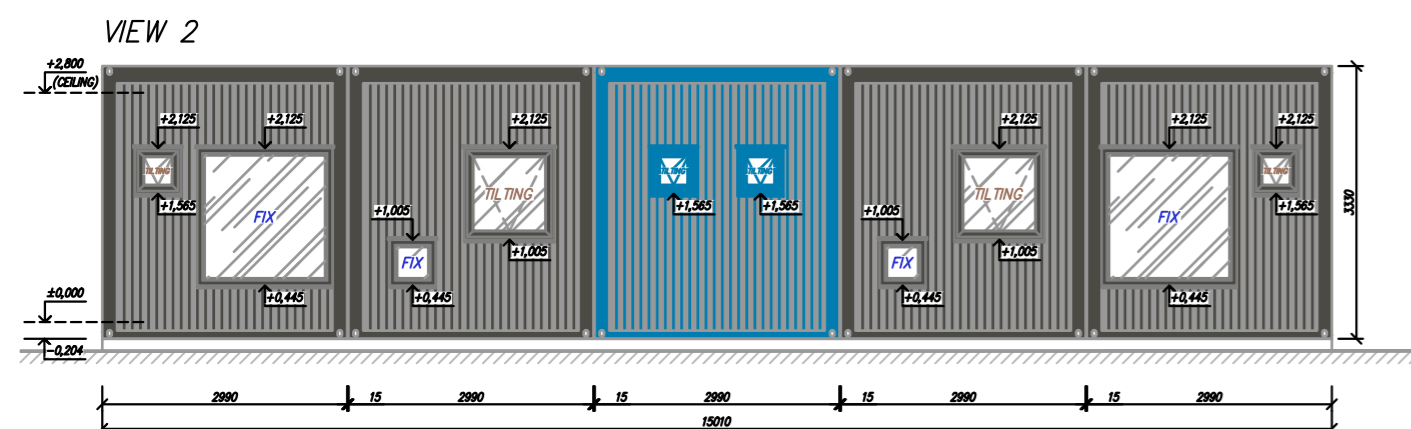 VIEW 2
+2,800
(CEILING)
+2,125 +2,125 +2,125 +2,125 +2,125 +2,125
TILTING TILTING TILTING TILTING
+1,565 +1,565 +1,565 +1,565
TILTING TILTING
+1,005 +1,005
FIX FIX
+1,005 +1,005
FIX FIX
±0,000
+0,445 +0,445 +0,445 +0,445
-0,204
3330
2990 15 2990 15 2990 15 2990 15 2990
15010